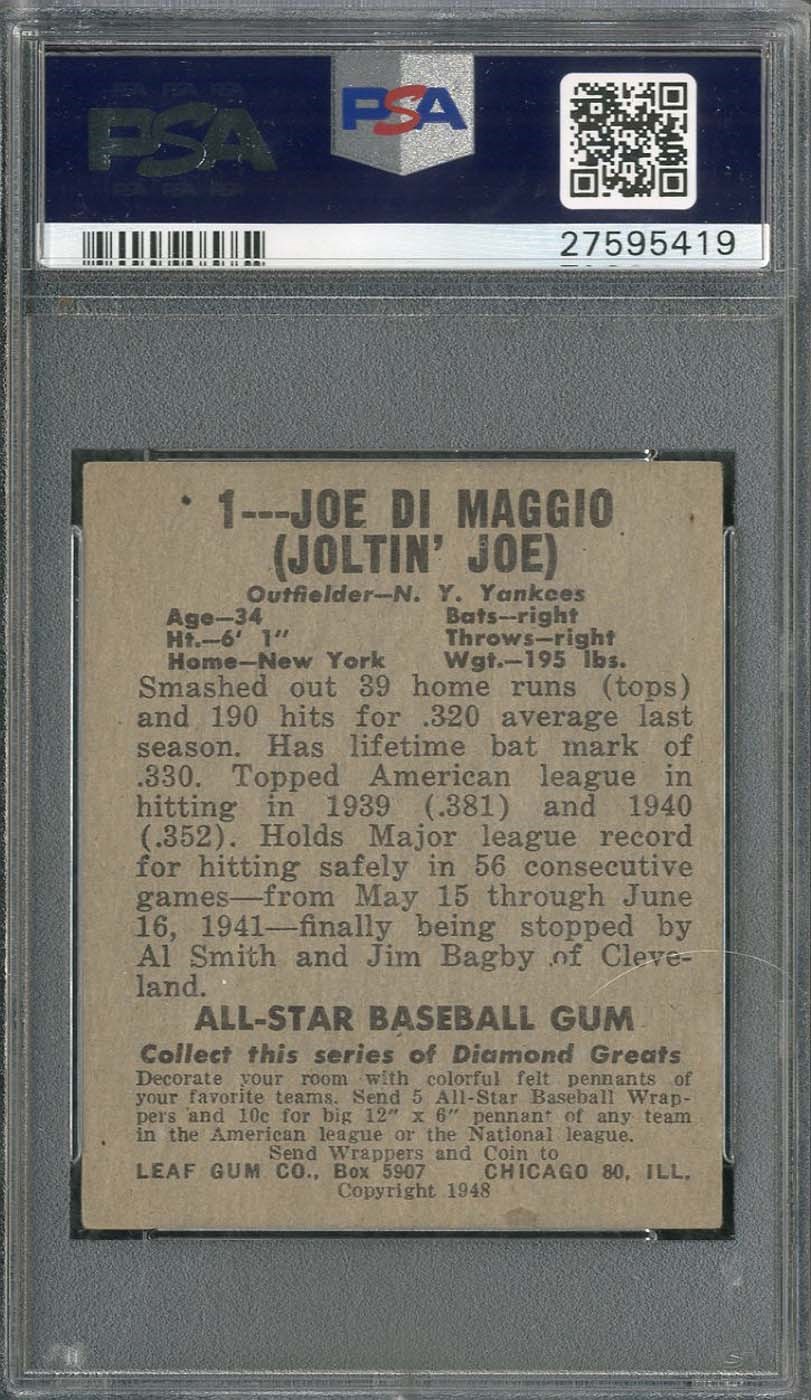 PSA
PSA
27595419
1---JOE DI MAGGIO
(JOLTIN' JOE)
Outfielder—N. Y. Yankees
Age—34 Bats—right
Ht.—6' 1" Throws—right
Home—New York Wgt.—195 lbs.
Smashed out 39 home runs (tops)
and 190 hits for .320 average last
season. Has lifetime bat mark of
.330. Topped American league in
hitting in 1939 (.381) and 1940
(.352). Holds Major league record
for hitting safely in 56 consecutive
games—from May 15 through June
16, 1941—finally being stopped by
Al Smith and Jim Bagby of Cleve-
land.
ALL-STAR BASEBALL GUM
Collect this series of Diamond Greats
Decorate your room with colorful felt pennants of
your favorite teams. Send 5 All-Star Baseball Wrap-
pers and 10c for big 12" x 6" pennant of any team
in the American league or the National league.
Send Wrappers and Coin to
LEAF GUM CO., Box 5907 CHICAGO 80, ILL.
Copyright 1948